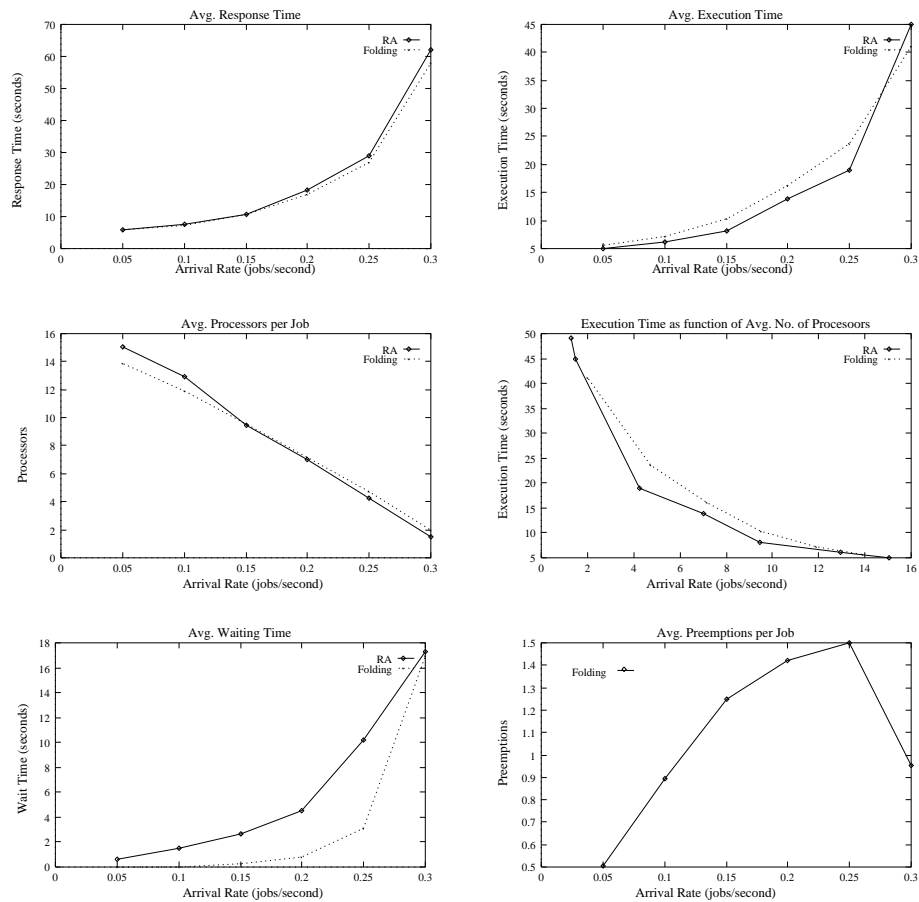 Avg. Response Time
70
60
50
40
30
20
10
0
Response Time (seconds)
RA
Folding
0 0.05 0.1 0.15 0.2 0.25 0.3
Arrival Rate (jobs/second)
Avg. Execution Time
45
40
35
30
25
20
15
10
5
Execution Time (seconds)
RA
Folding
0 0.05 0.1 0.15 0.2 0.25 0.3
Arrival Rate (jobs/second)
Avg. Processors per Job
16
14
12
10
8
6
4
2
0
Processors
RA
Folding
0 0.05 0.1 0.15 0.2 0.25 0.3
Arrival Rate (jobs/second)
Execution Time as function of Avg. No. of Procesoors
50
45
40
35
30
25
20
15
10
5
Execution Time (seconds)
RA
Folding
0 2 4 6 8 10 12 14 16
Arrival Rate (jobs/second)
Avg. Waiting Time
18
16
14
12
10
8
6
4
2
0
Wait Time (seconds)
RA
Folding
0 0.05 0.1 0.15 0.2 0.25 0.3
Arrival Rate (jobs/second)
Avg. Preemptions per Job
1.5
1.4
1.3
1.2
1.1
1
0.9
0.8
0.7
0.6
0.5
Preemptions
Folding
0 0.05 0.1 0.15 0.2 0.25 0.3
Arrival Rate (jobs/second)